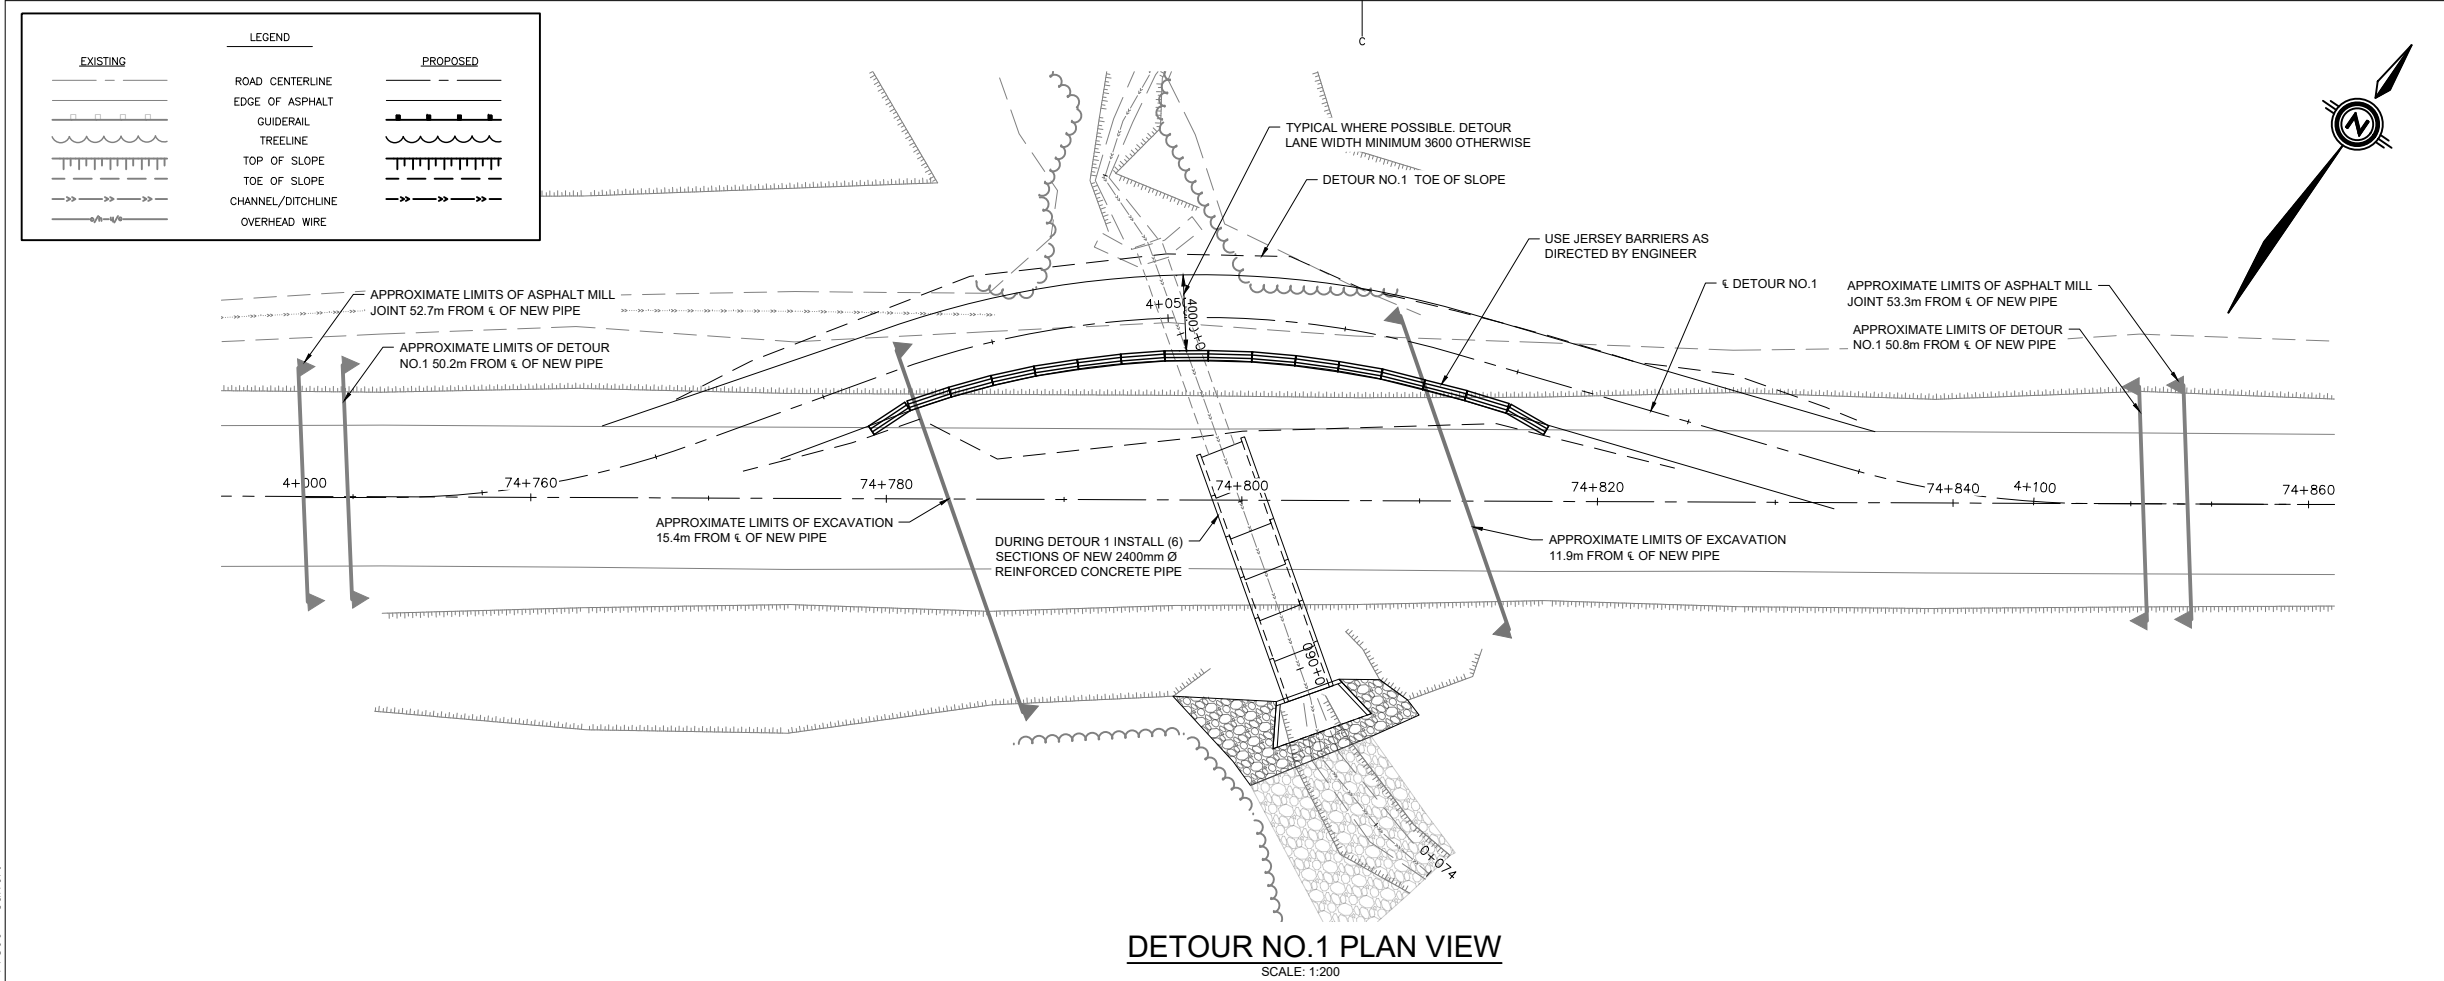 LEGEND
EXISTING
PROPOSED
ROAD CENTERLINE
EDGE OF ASPHALT
GUIDERAIL
TREELINE
TOP OF SLOPE
TOE OF SLOPE
CHANNEL/DITCHLINE
OVERHEAD WIRE
C
N
TYPICAL WHERE POSSIBLE. DETOUR
LANE WIDTH MINIMUM 3600 OTHERWISE
DETOUR NO.1 TOE OF SLOPE
USE JERSEY BARRIERS AS
DIRECTED BY ENGINEER
℄ DETOUR NO.1
APPROXIMATE LIMITS OF ASPHALT MILL
JOINT 53.3m FROM ℄ OF NEW PIPE
APPROXIMATE LIMITS OF DETOUR
NO.1 50.8m FROM ℄ OF NEW PIPE
APPROXIMATE LIMITS OF ASPHALT MILL
JOINT 52.7m FROM ℄ OF NEW PIPE
APPROXIMATE LIMITS OF DETOUR
NO.1 50.2m FROM ℄ OF NEW PIPE
4+050
4000
4+000
74+760
74+780
74+800
74+820
74+840
4+100
74+860
APPROXIMATE LIMITS OF EXCAVATION
15.4m FROM ℄ OF NEW PIPE
DURING DETOUR 1 INSTALL (6)
SECTIONS OF NEW 2400mm Ø
REINFORCED CONCRETE PIPE
APPROXIMATE LIMITS OF EXCAVATION
11.9m FROM ℄ OF NEW PIPE
0+060
0+074
DETOUR NO.1 PLAN VIEW
SCALE: 1:200